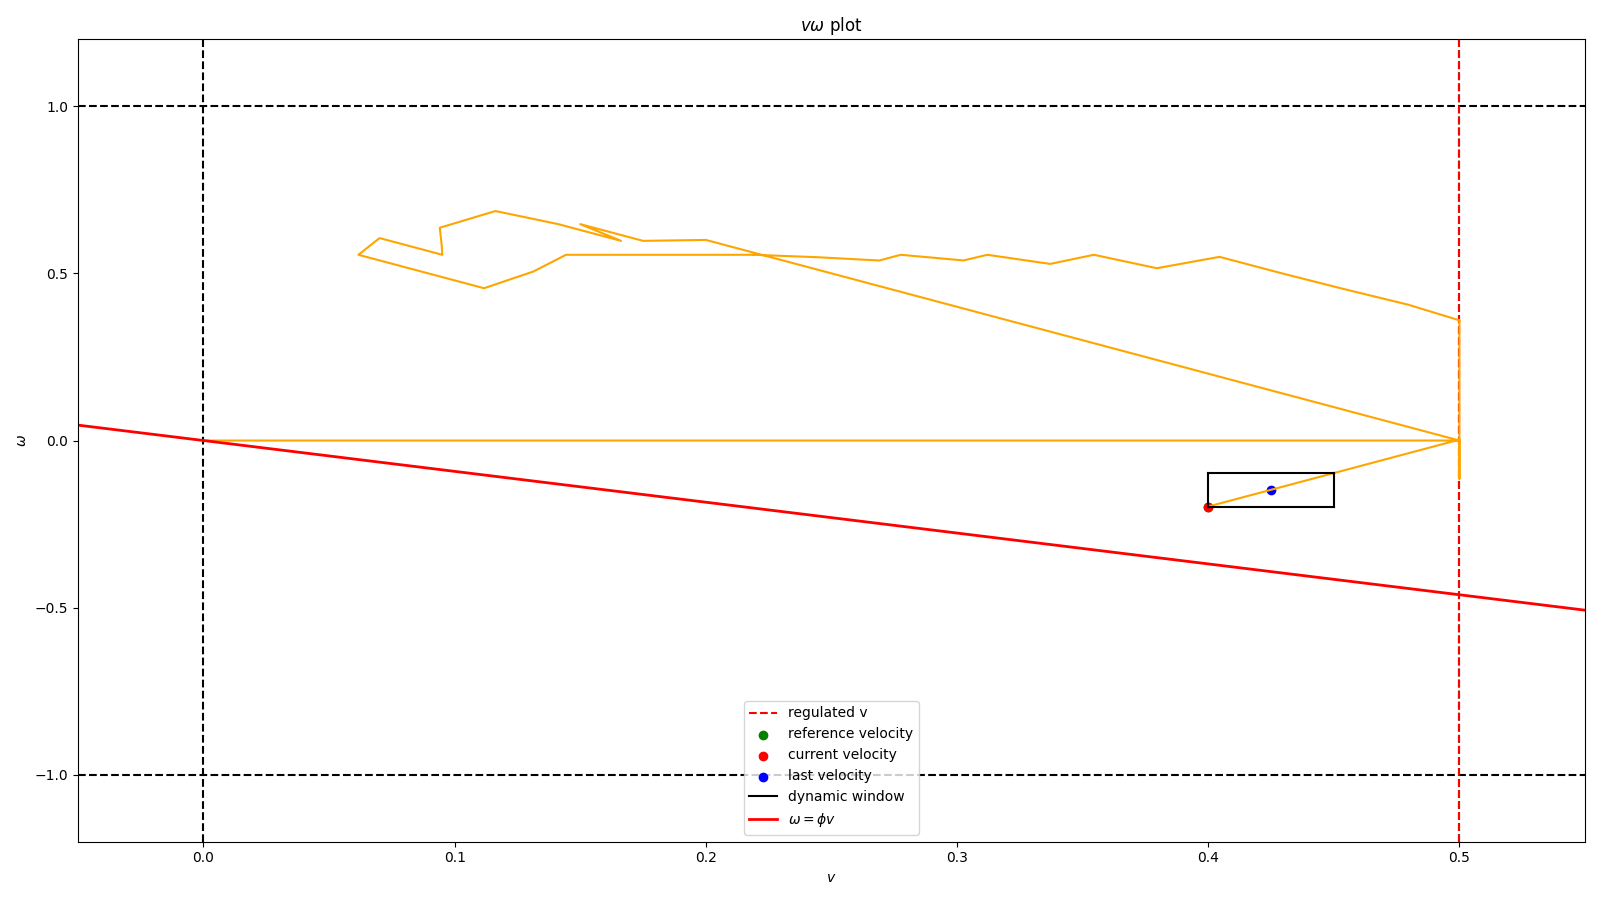 vω plot
1.0
0.5
0.0
−0.5
−1.0
ω
0.0
0.1
0.2
0.3
0.4
0.5
v
regulated v
reference velocity
current velocity
last velocity
dynamic window
ω = ϕv